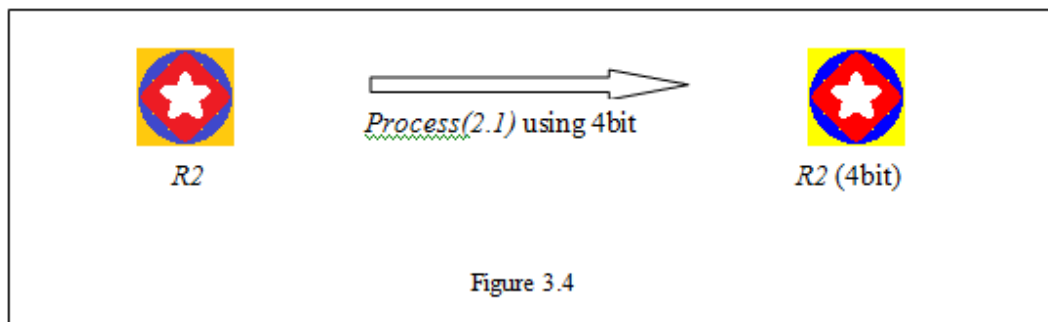 Process(2.1) using 4bit
R2
R2 (4bit)
Figure 3.4